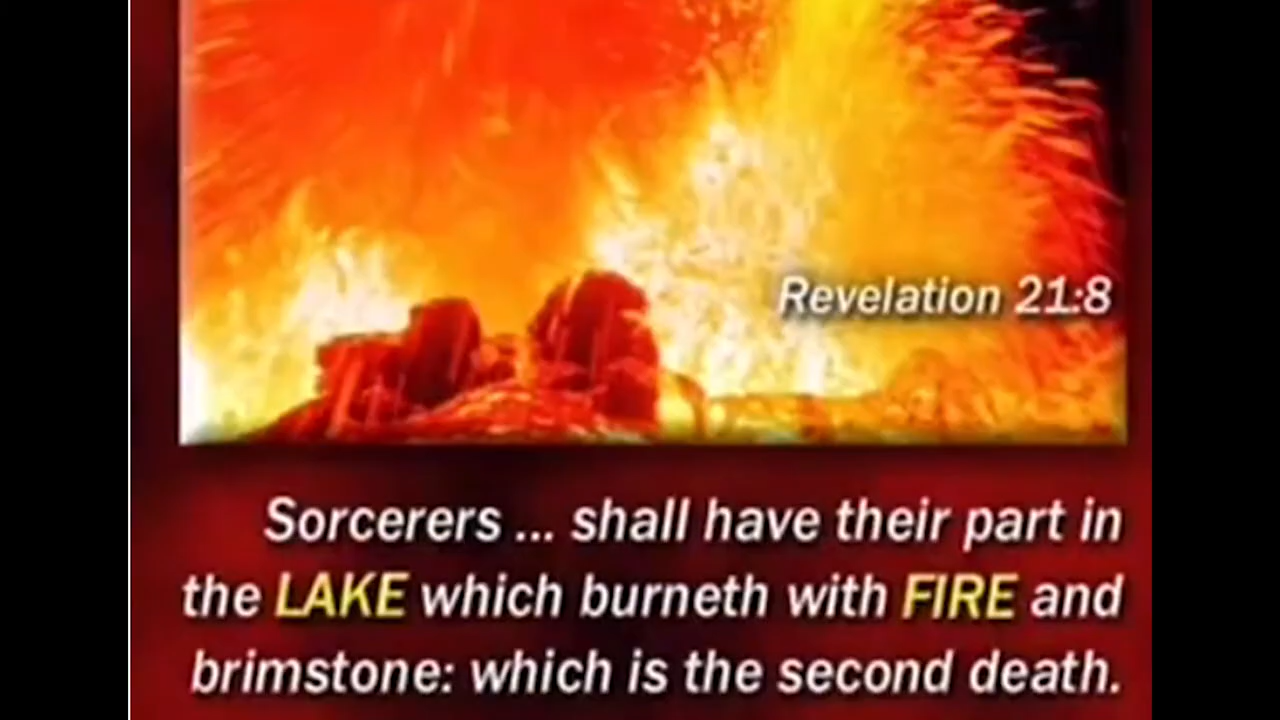 Revelation 21:8
Sorcerers ... shall have their part in
the LAKE which burneth with FIRE and
brimstone: which is the second death.